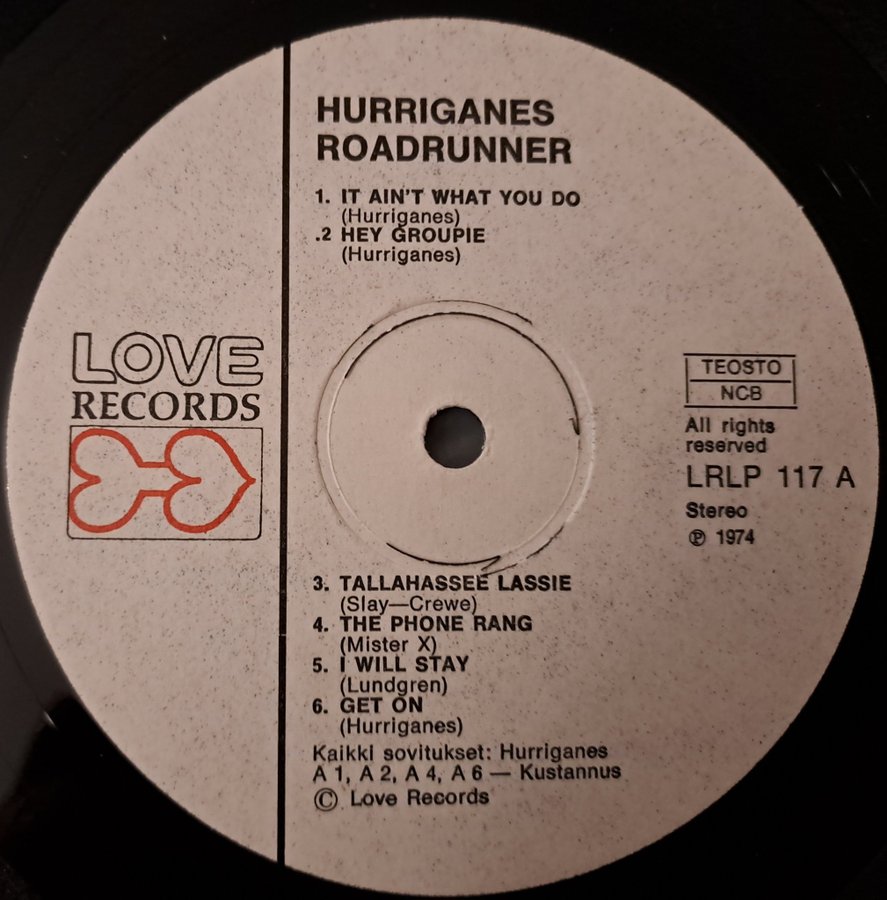 HURRIGANES
ROADRUNNER
1. IT AIN'T WHAT YOU DO
(Hurriganes)
.2 HEY GROUPIE
(Hurriganes)
LOVE
RECORDS
TEOSTO
NCB
All rights
reserved
LRLP 117 A
Stereo
℗ 1974
3. TALLAHASSEE LASSIE
(Slay—Crewe)
4. THE PHONE RANG
(Mister X)
5. I WILL STAY
(Lundgren)
6. GET ON
(Hurriganes)
Kaikki sovitukset: Hurriganes
A 1, A 2, A 4, A 6 — Kustannus
© Love Records